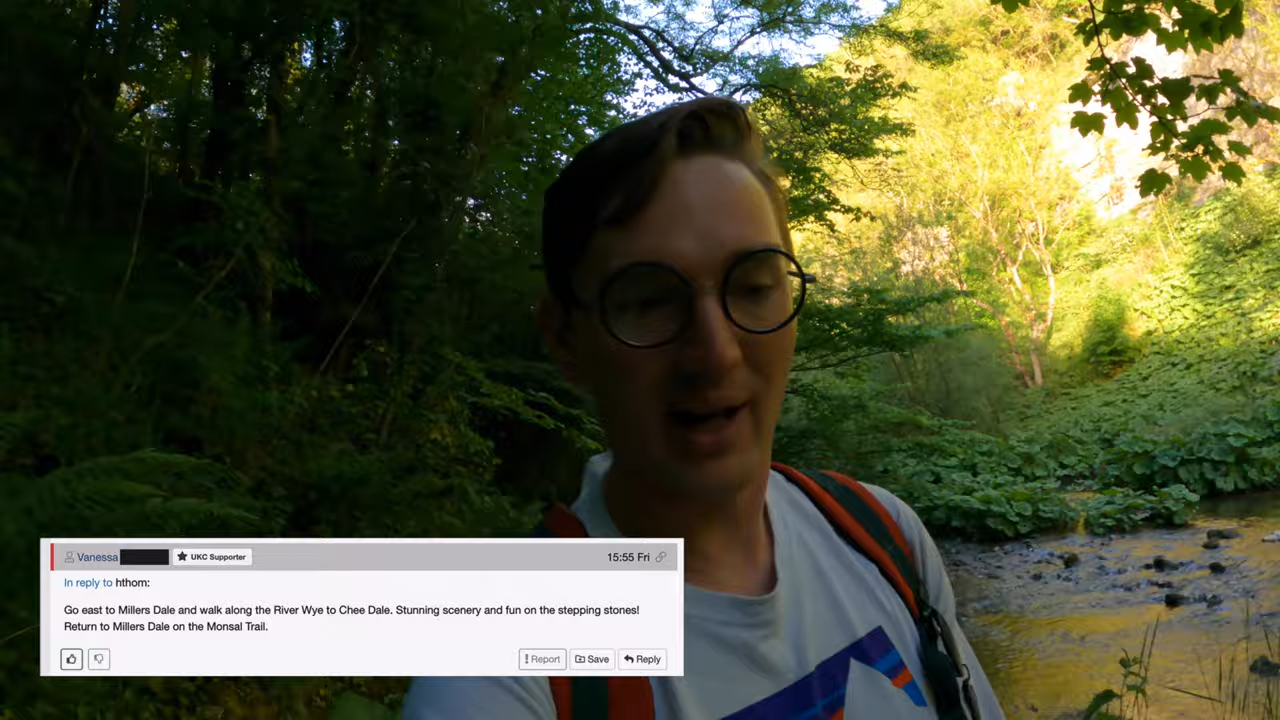 Vanessa
UKC Supporter
15:55 Fri
In reply to hthom:
Go east to Millers Dale and walk along the River Wye to Chee Dale. Stunning scenery and fun on the stepping stones!
Return to Millers Dale on the Monsal Trail.
Report
Save
Reply